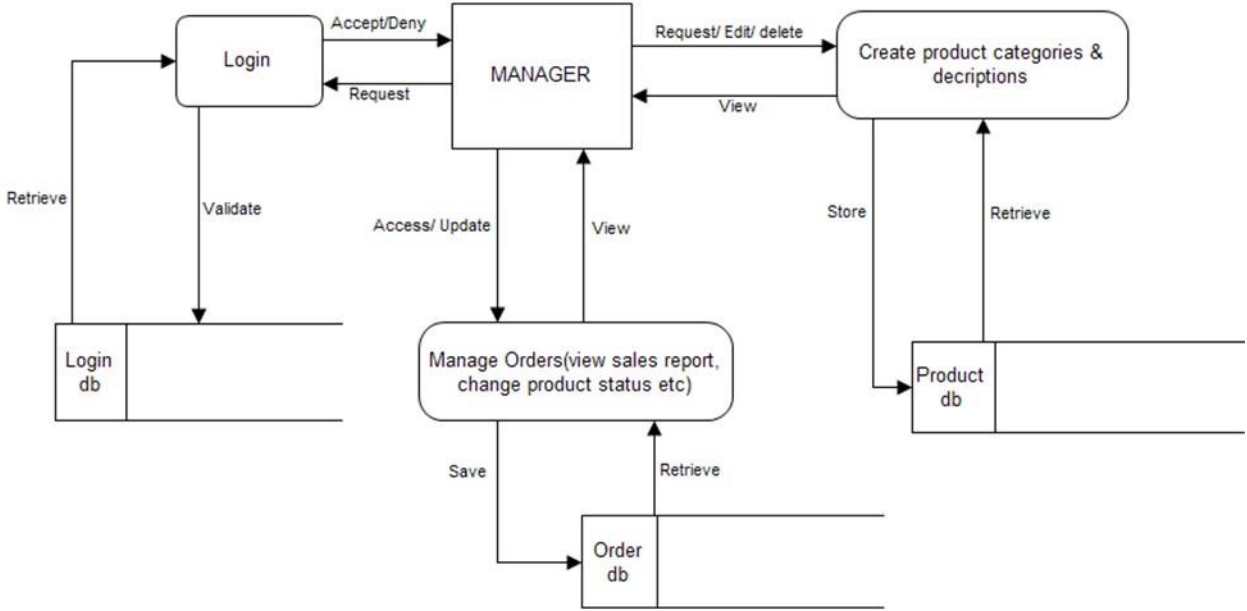 Accept/Deny
Login
Request
MANAGER
Request/ Edit/ delete
View
Create product categories &
decriptions
Retrieve
Validate
Access/ Update
View
Store
Retrieve
Login
db
Manage Orders(view sales report,
change product status etc)
Product
db
Save
Retrieve
Order
db